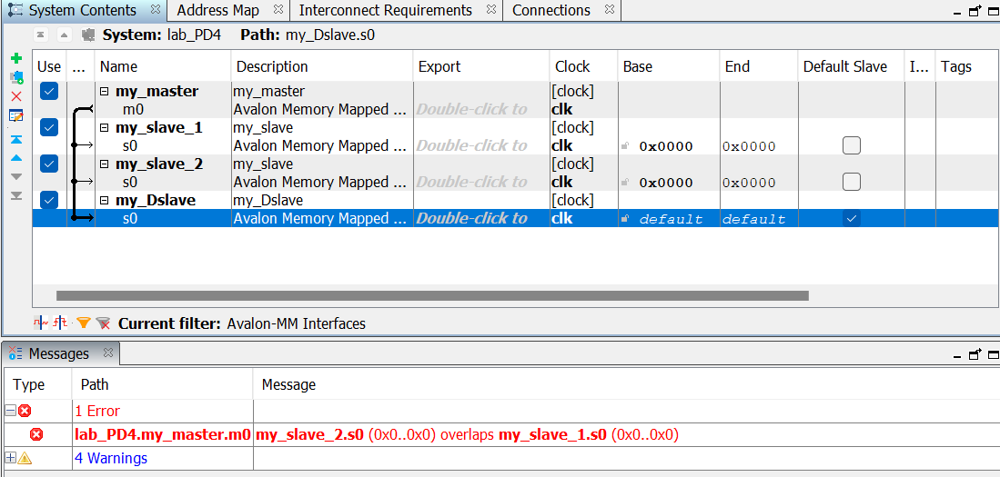 System Contents Address Map Interconnect Requirements Connections
System: lab_PD4 Path: my_Dslave.s0
Use ... Name Description Export Clock Base End Default Slave I... Tags
my_master my_master [clock]
m0 Avalon Memory Mapped ... Double-click to clk
my_slave_1 my_slave [clock]
s0 Avalon Memory Mapped ... Double-click to clk 0x0000 0x0000
my_slave_2 my_slave [clock]
s0 Avalon Memory Mapped ... Double-click to clk 0x0000 0x0000
my_Dslave my_Dslave [clock]
s0 Avalon Memory Mapped ... Double-click to clk default default
Current filter: Avalon-MM Interfaces
Messages
Type Path Message
1 Error
lab_PD4.my_master.m0 my_slave_2.s0 (0x0..0x0) overlaps my_slave_1.s0 (0x0..0x0)
4 Warnings